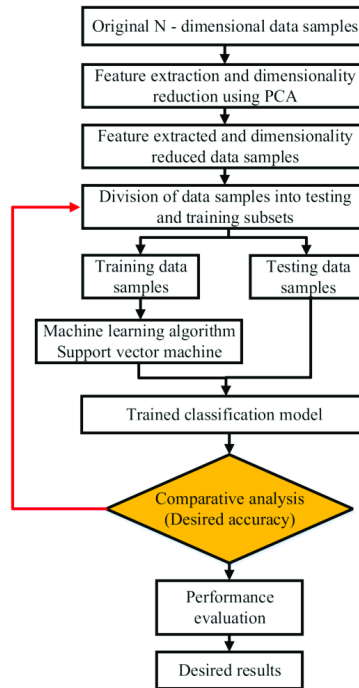 Original N - dimensional data samples
Feature extraction and dimensionality
reduction using PCA
Feature extracted and dimensionality
reduced data samples
Division of data samples into testing
and training subsets
Training data
samples
Testing data
samples
Machine learning algorithm
Support vector machine
Trained classification model
Comparative analysis
(Desired accuracy)
Performance
evaluation
Desired results